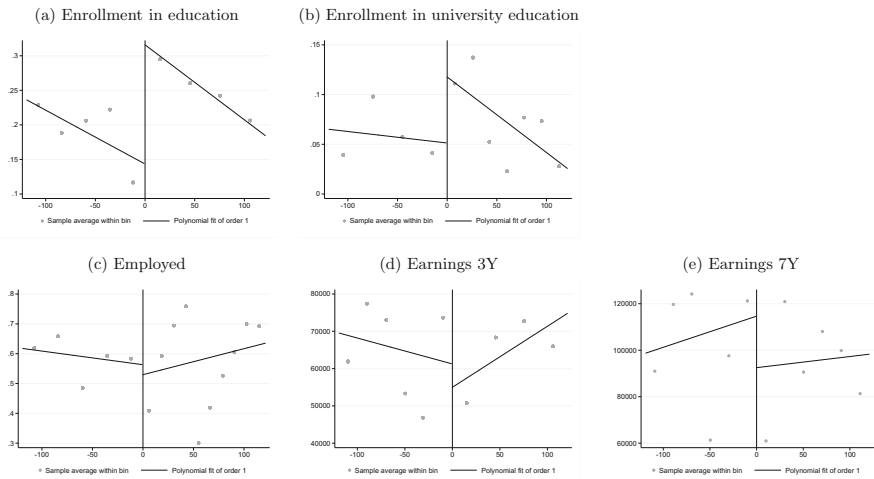 (a) Enrollment in education
.3
.25
.2
.15
.1
-100 -50 0 50 100
Sample average within bin Polynomial fit of order 1
(b) Enrollment in university education
.15
.1
.05
0
-100 -50 0 50 100
Sample average within bin Polynomial fit of order 1
(c) Employed
.8
.7
.6
.5
.4
.3
-100 -50 0 50 100
Sample average within bin Polynomial fit of order 1
(d) Earnings 3Y
80000
70000
60000
50000
40000
-100 -50 0 50 100
Sample average within bin Polynomial fit of order 1
(e) Earnings 7Y
120000
100000
80000
60000
-100 -50 0 50 100
Sample average within bin Polynomial fit of order 1